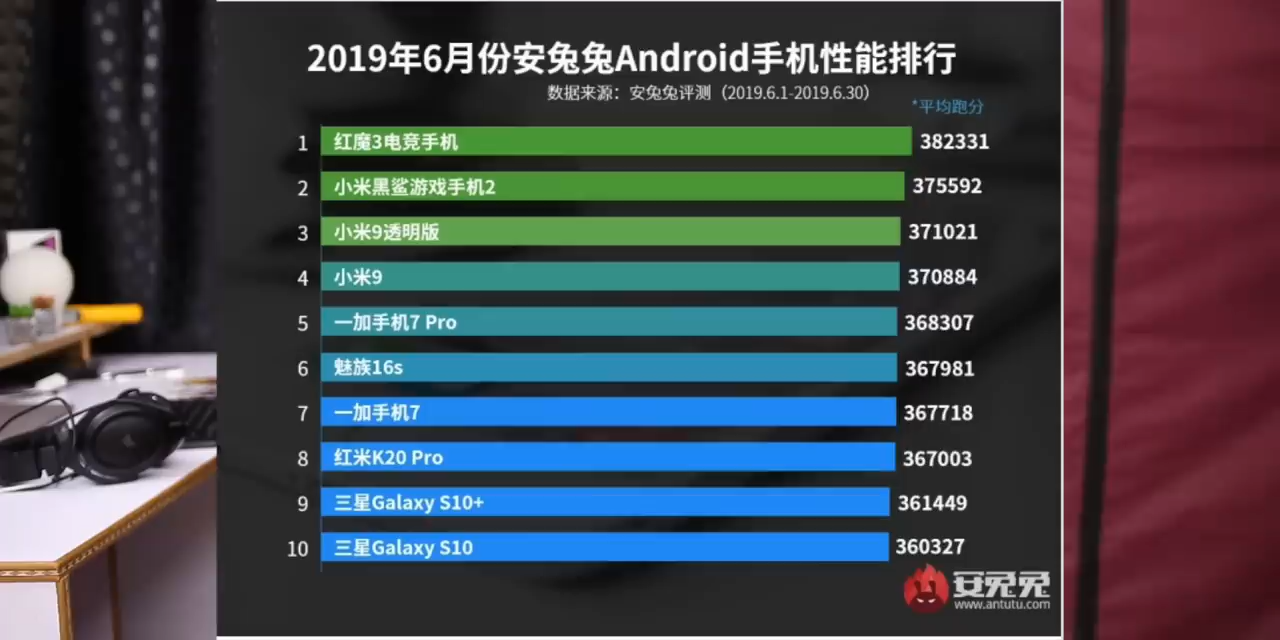 2019年6月份安兔兔Android手机性能排行
数据来源：安兔兔评测（2019.6.1-2019.6.30）
*平均跑分
1 红魔3电竞手机 382331
2 小米黑鲨游戏手机2 375592
3 小米9透明版 371021
4 小米9 370884
5 一加手机7 Pro 368307
6 魅族16s 367981
7 一加手机7 367718
8 红米K20 Pro 367003
9 三星Galaxy S10+ 361449
10 三星Galaxy S10 360327
安兔兔
www.antutu.com